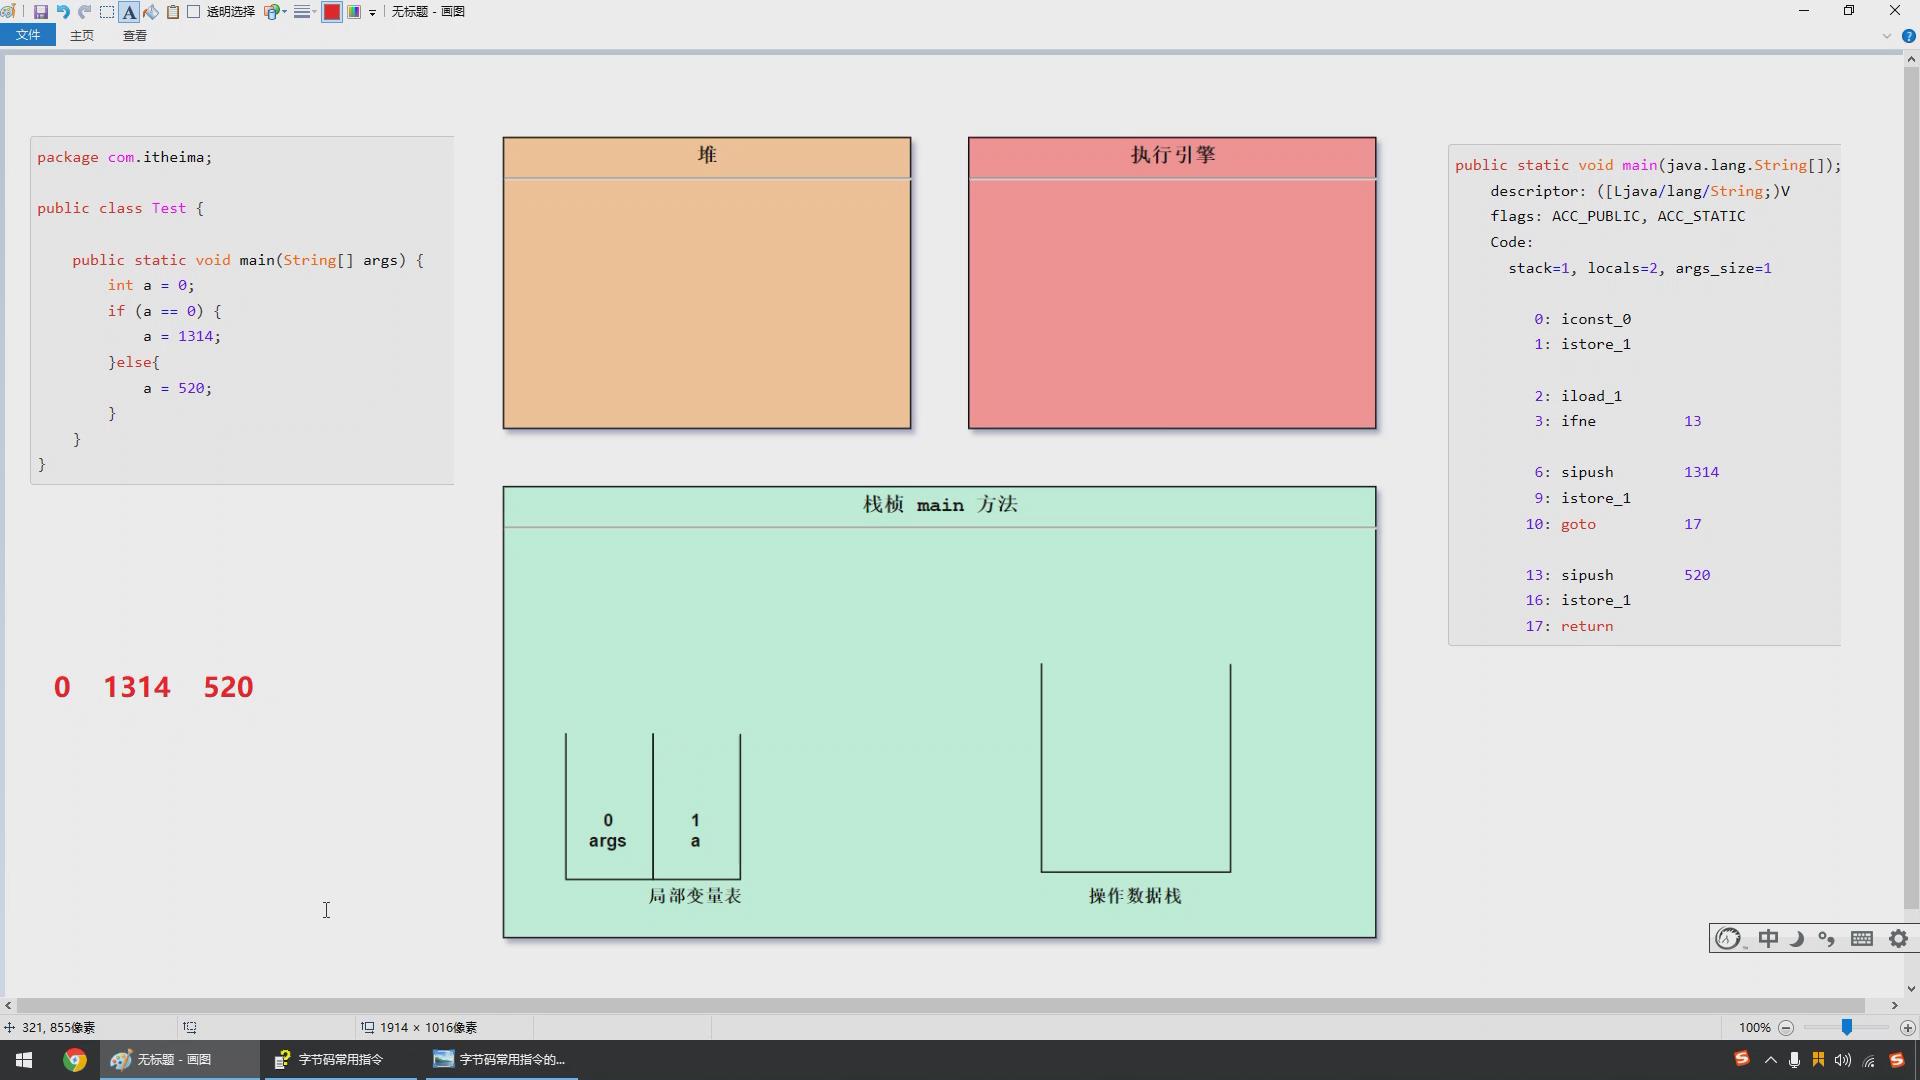 透明选择
无标题 - 画图
文件
主页
查看
package com.itheima;
public class Test {
public static void main(String[] args) {
int a = 0;
if (a == 0) {
a = 1314;
}else{
a = 520;
}
}
}
0 1314 520
堆
执行引擎
栈桢 main 方法
0
args
1
a
局部变量表
操作数据栈
public static void main(java.lang.String[]);
descriptor: ([Ljava/lang/String;)V
flags: ACC_PUBLIC, ACC_STATIC
Code:
stack=1, locals=2, args_size=1
0: iconst_0
1: istore_1
2: iload_1
3: ifne 13
6: sipush 1314
9: istore_1
10: goto 17
13: sipush 520
16: istore_1
17: return
中
321, 855像素
1914 × 1016像素
100%
无标题 - 画图
字节码常用指令
字节码常用指令的...